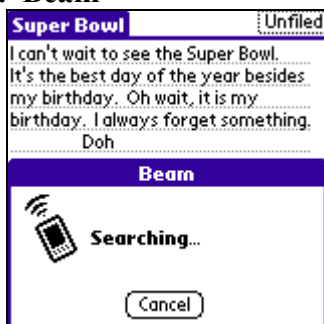 Super Bowl Unfiled
I can't wait to see the Super Bowl.
It's the best day of the year besides
my birthday. Oh wait, it is my
birthday. I always forget something.
Doh
Beam
Searching...
Cancel